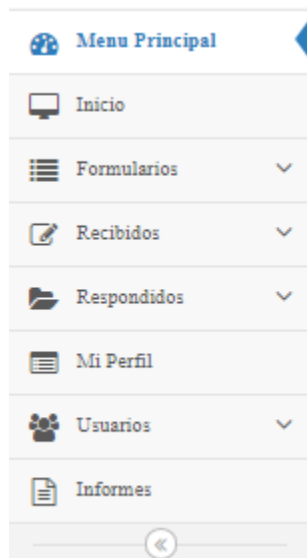 Menu Principal
Inicio
Formularios
Recibidos
Respondidos
Mi Perfil
Usuarios
Informes